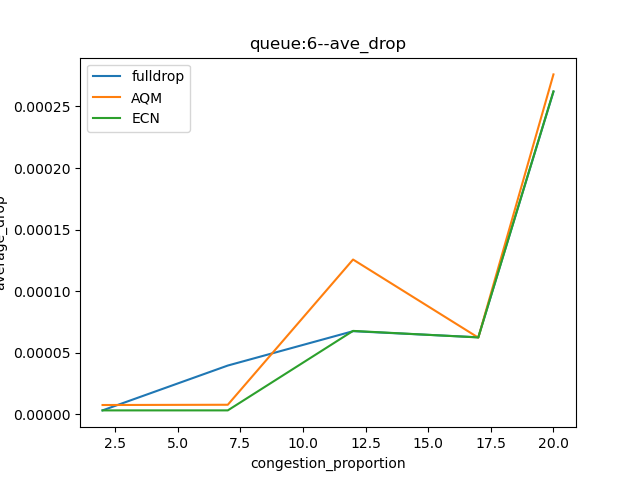 queue:6--ave_drop
fulldrop
AQM
ECN
0.00025
0.00020
0.00015
0.00010
0.00005
0.00000
average_drop
2.5 5.0 7.5 10.0 12.5 15.0 17.5 20.0
congestion_proportion